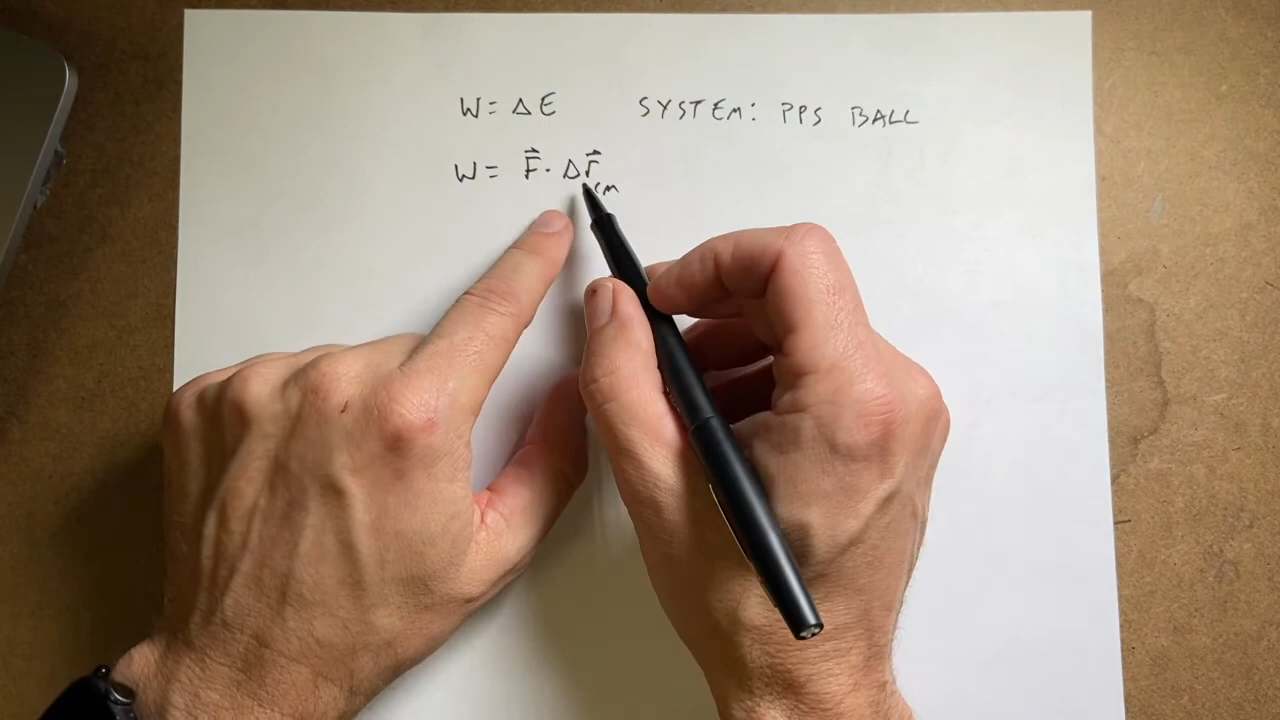 W = ΔE SYSTEM: PPS BALL
W = F⃗ · Δr⃗cm